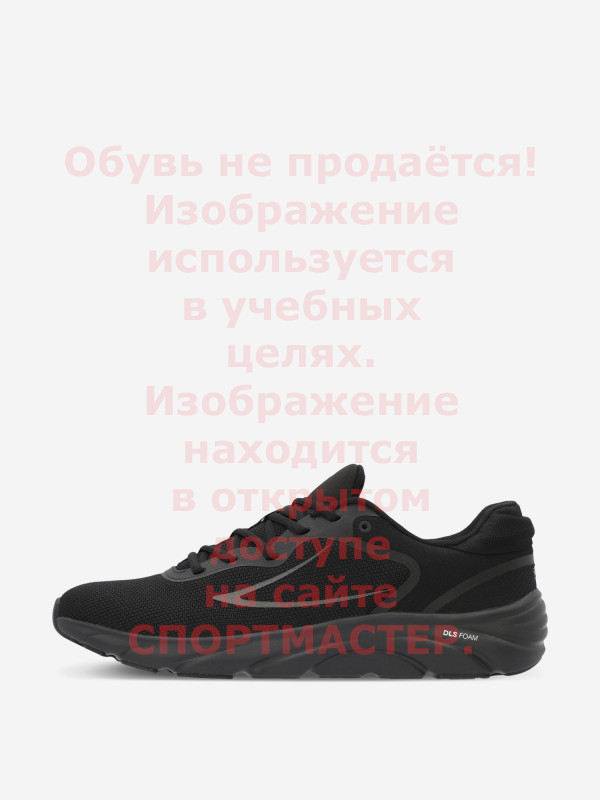 Обувь не продаётся!
Изображение
используется
в учебных
целях.
Изображение
находится
в открытом
доступе
на сайте
СПОРТМАСТЕР.
DLS FOAM